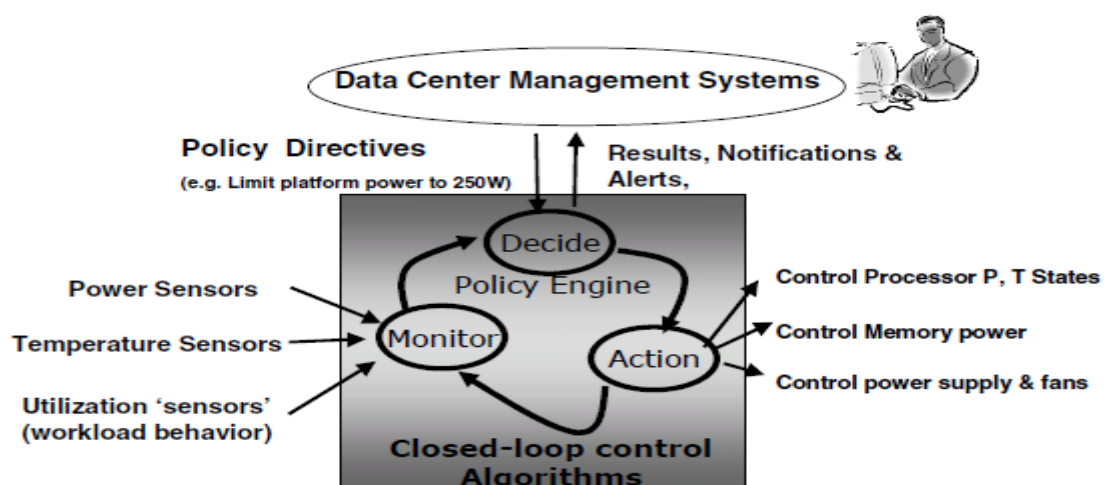 Data Center Management Systems
Policy Directives
(e.g. Limit platform power to 250W)
Results, Notifications &
Alerts,
Decide
Policy Engine
Power Sensors
Control Processor P, T States
Monitor
Temperature Sensors
Control Memory power
Action
Control power supply & fans
Utilization ‘sensors’
(workload behavior)
Closed-loop control
Algorithms